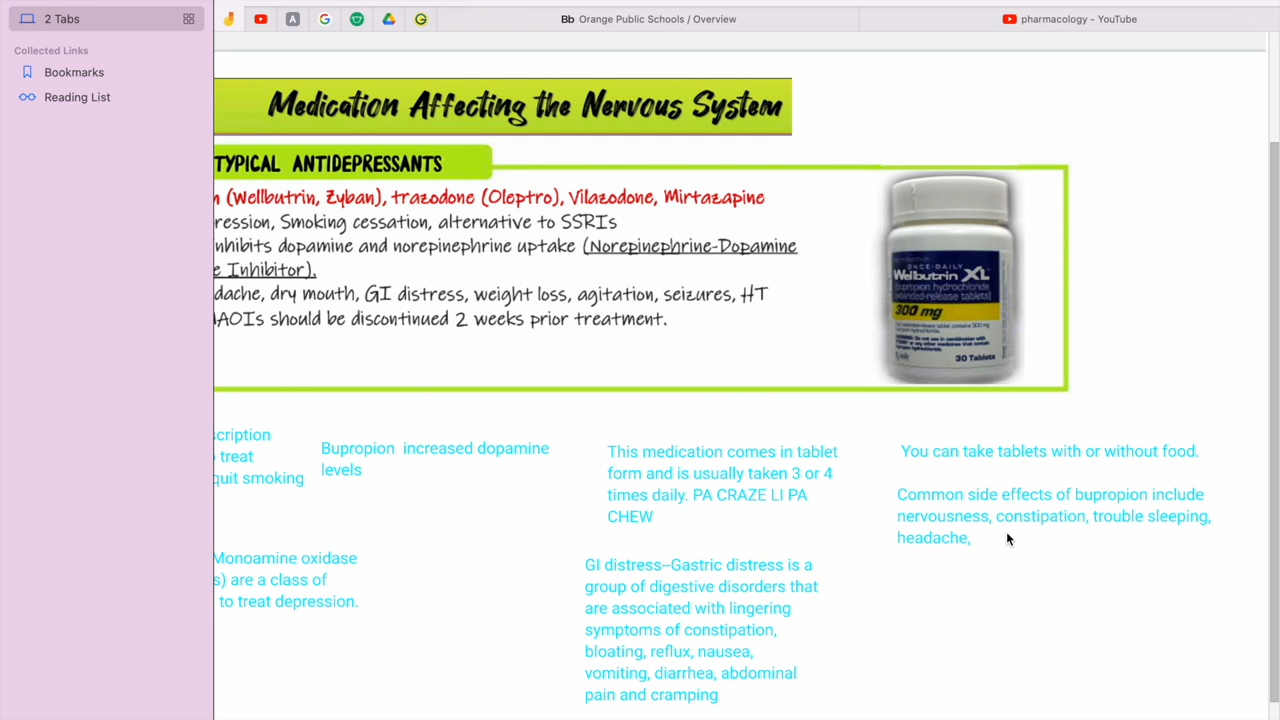 2 Tabs
Collected Links
Bookmarks
Reading List
A
G
Bb Orange Public Schools / Overview
pharmacology - YouTube
Medication Affecting the Nervous System
TYPICAL ANTIDEPRESSANTS
n (Wellbutrin, Zyban), trazodone (Oleptro), Vilazodone, Mirtazapine
ression, Smoking cessation, alternative to SSRIs
nhibits dopamine and norepinephrine uptake (Norepinephrine-Dopamine
e Inhibitor).
dache, dry mouth, GI distress, weight loss, agitation, seizures, HT
AOIs should be discontinued 2 weeks prior treatment.
ONCE-DAILY
Wellbutrin XL
(bupropion hydrochloride
extended-release tablets)
300 mg
30 Tablets
scription
treat
quit smoking
Bupropion increased dopamine
levels
This medication comes in tablet
form and is usually taken 3 or 4
times daily. PA CRAZE LI PA
CHEW
You can take tablets with or without food.
Common side effects of bupropion include
nervousness, constipation, trouble sleeping,
headache,
Monoamine oxidase
s) are a class of
to treat depression.
GI distress--Gastric distress is a
group of digestive disorders that
are associated with lingering
symptoms of constipation,
bloating, reflux, nausea,
vomiting, diarrhea, abdominal
pain and cramping